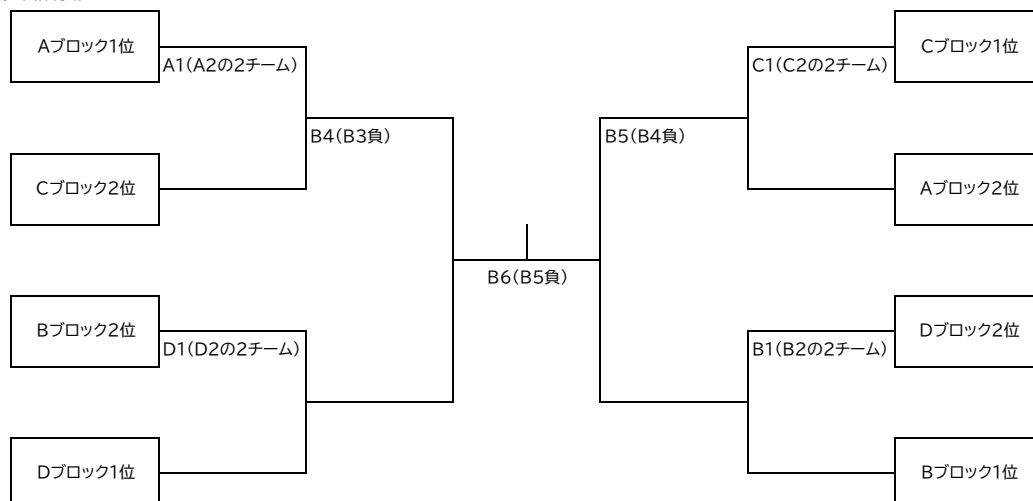 Aブロック1位
A1(A2の2チーム)
Cブロック2位
B4(B3負)
Bブロック2位
D1(D2の2チーム)
Dブロック1位
B6(B5負)
Cブロック1位
C1(C2の2チーム)
B5(B4負)
Aブロック2位
Dブロック2位
B1(B2の2チーム)
Bブロック1位